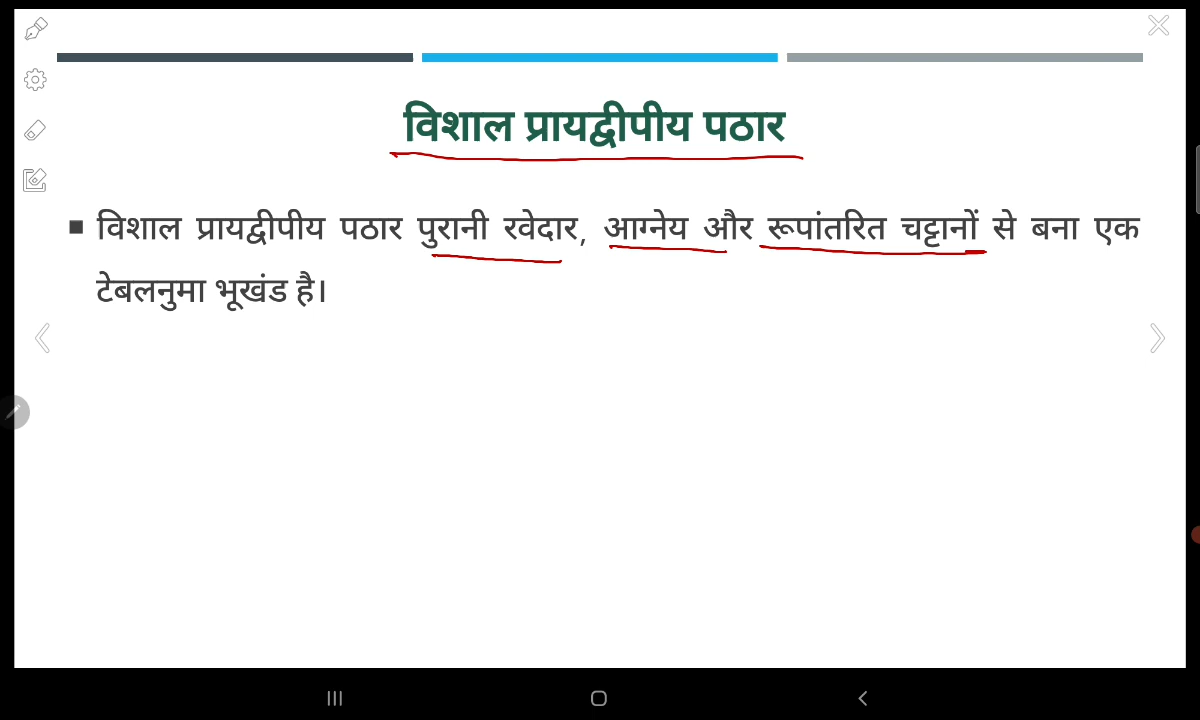 विशाल प्रायद्वीपीय पठार
विशाल प्रायद्वीपीय पठार पुरानी रवेदार, आग्नेय और रूपांतरित चट्टानों से बना एक
टेबलनुमा भूखंड है।